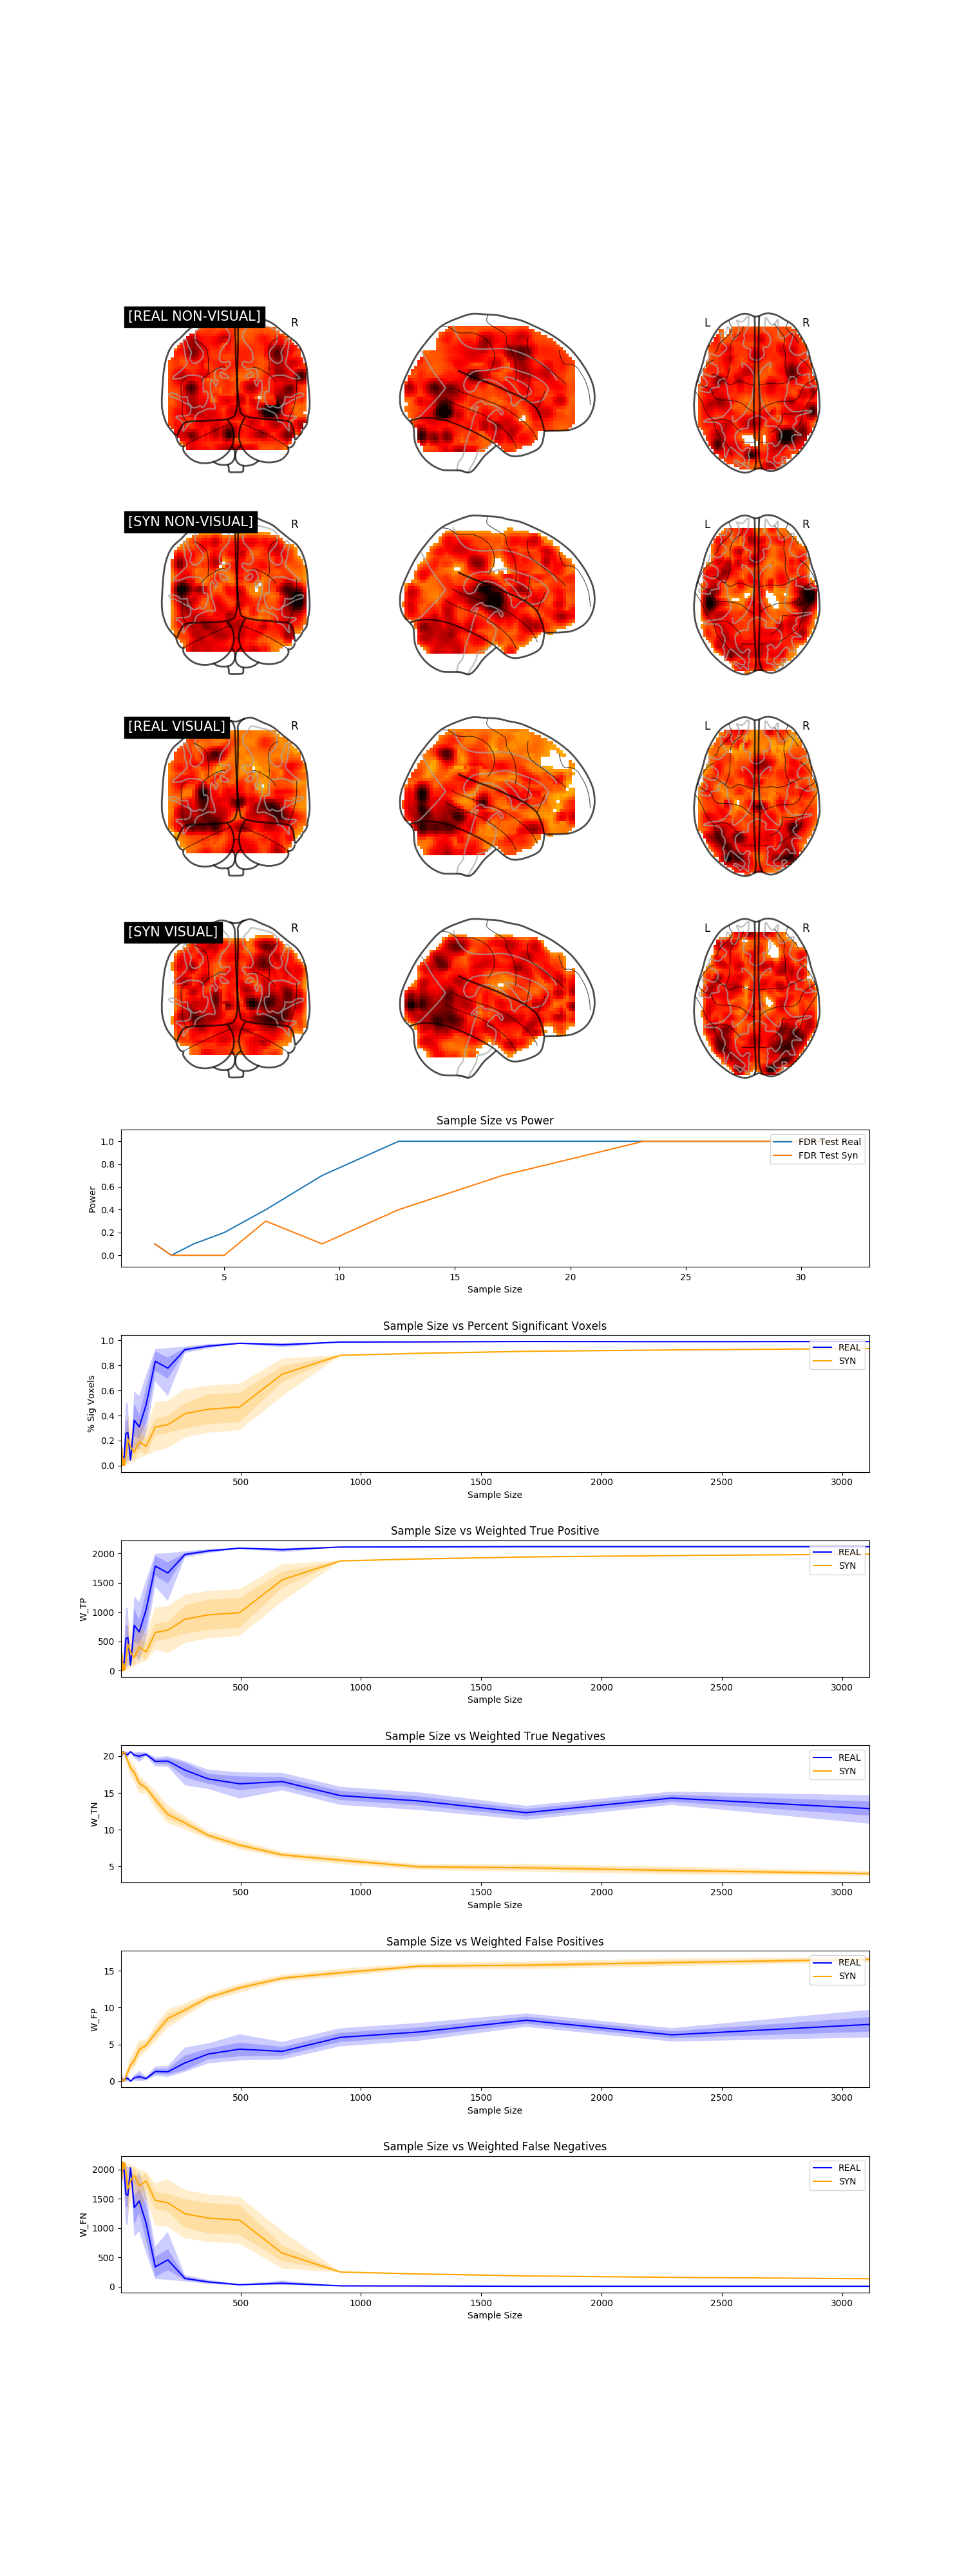 [REAL NON-VISUAL]
R
L R
[SYN NON-VISUAL]
R
L R
[REAL VISUAL]
R
L R
[SYN VISUAL]
R
L R
Sample Size vs Power
1.0
0.8
0.6
0.4
0.2
0.0
Power
FDR Test Real
FDR Test Syn
5 10 15 20 25 30
Sample Size
Sample Size vs Percent Significant Voxels
1.0
0.8
0.6
0.4
0.2
0.0
% Sig Voxels
REAL
SYN
500 1000 1500 2000 2500 3000
Sample Size
Sample Size vs Weighted True Positive
2000
1500
1000
500
0
W_TP
REAL
SYN
500 1000 1500 2000 2500 3000
Sample Size
Sample Size vs Weighted True Negatives
20
15
10
5
W_TN
REAL
SYN
500 1000 1500 2000 2500 3000
Sample Size
Sample Size vs Weighted False Positives
15
10
5
0
W_FP
REAL
SYN
500 1000 1500 2000 2500 3000
Sample Size
Sample Size vs Weighted False Negatives
2000
1500
1000
500
0
W_FN
REAL
SYN
500 1000 1500 2000 2500 3000
Sample Size